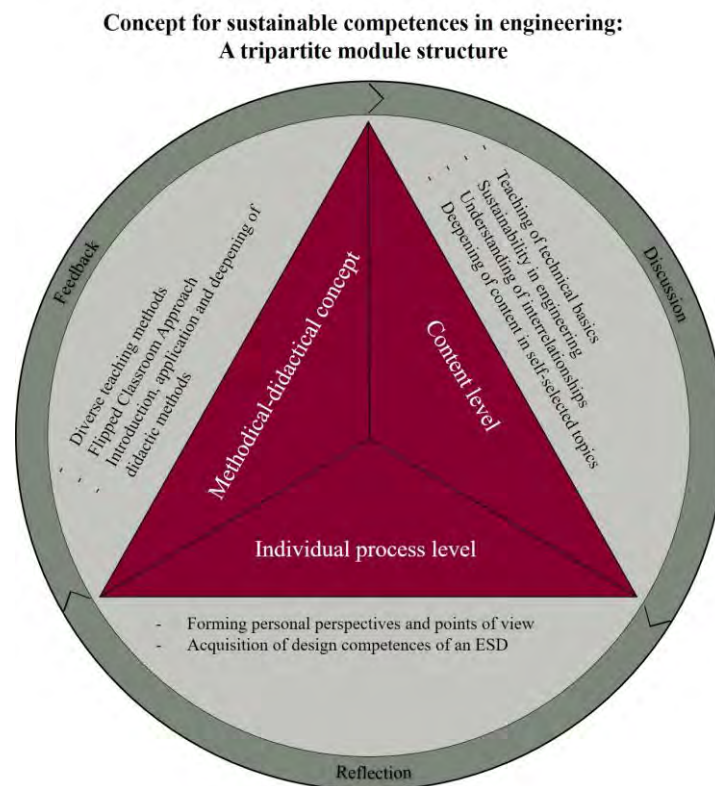 Concept for sustainable competences in engineering:
A tripartite module structure
Feedback
Discussion
Reflection
Methodical-didactical concept
- Diverse teaching methods
- Flipped Classroom Approach
- Introduction, application and deepening of
didactic methods
Content level
- Teaching of technical basics
- Sustainability in engineering
- Understanding of interrelationships
- Deepening of content in self-selected topics
Individual process level
- Forming personal perspectives and points of view
- Acquisition of design competences of an ESD